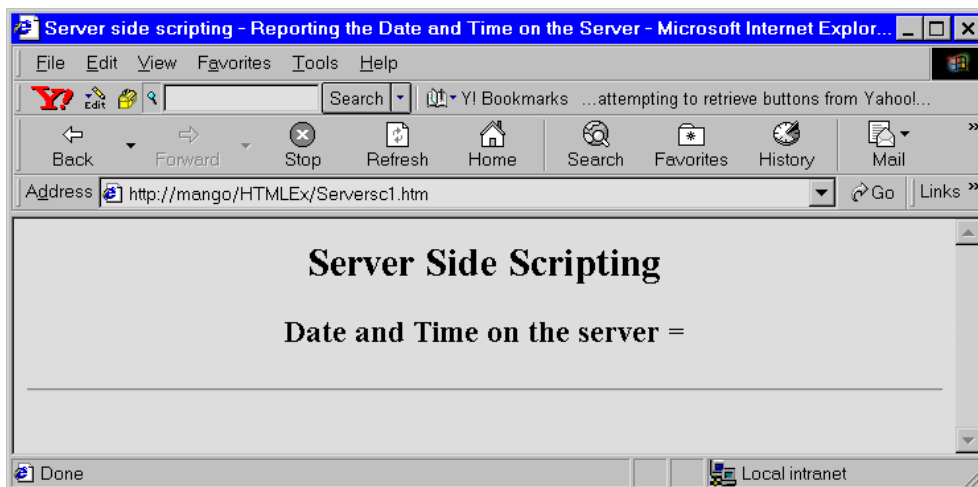 Server side scripting - Reporting the Date and Time on the Server - Microsoft Internet Explor...
File Edit View Favorites Tools Help
Y! Edit Search Y! Bookmarks ...attempting to retrieve buttons from Yahoo!...
Back Forward Stop Refresh Home Search Favorites History Mail »
Address http://mango/HTMLEx/Serversc1.htm Go Links »
Server Side Scripting
Date and Time on the server =
Done Local intranet